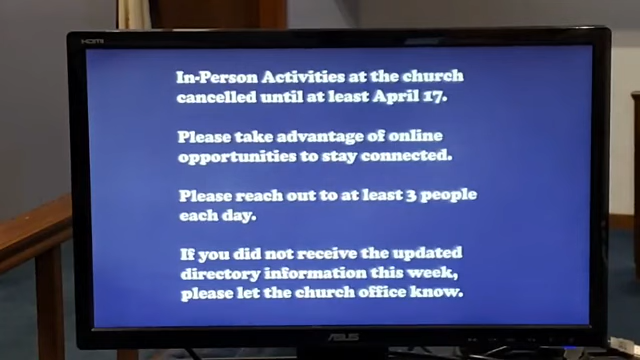 HDMI
In-Person Activities at the church
cancelled until at least April 17.
Please take advantage of online
opportunities to stay connected.
Please reach out to at least 3 people
each day.
If you did not receive the updated
directory information this week,
please let the church office know.
ASUS